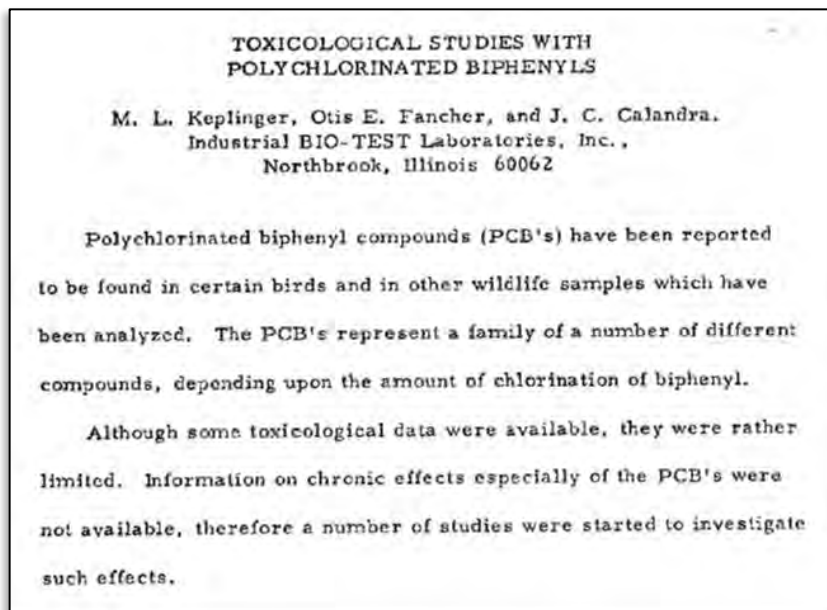 TOXICOLOGICAL STUDIES WITH
POLYCHLORINATED BIPHENYLS
M. L. Keplinger, Otis E. Fancher, and J. C. Calandra.
Industrial BIO-TEST Laboratories, Inc.,
Northbrook, Illinois 60062
Polychlorinated biphenyl compounds (PCB's) have been reported
to be found in certain birds and in other wildlife samples which have
been analyzed. The PCB's represent a family of a number of different
compounds, depending upon the amount of chlorination of biphenyl.
Although some toxicological data were available, they were rather
limited. Information on chronic effects especially of the PCB's were
not available, therefore a number of studies were started to investigate
such effects.